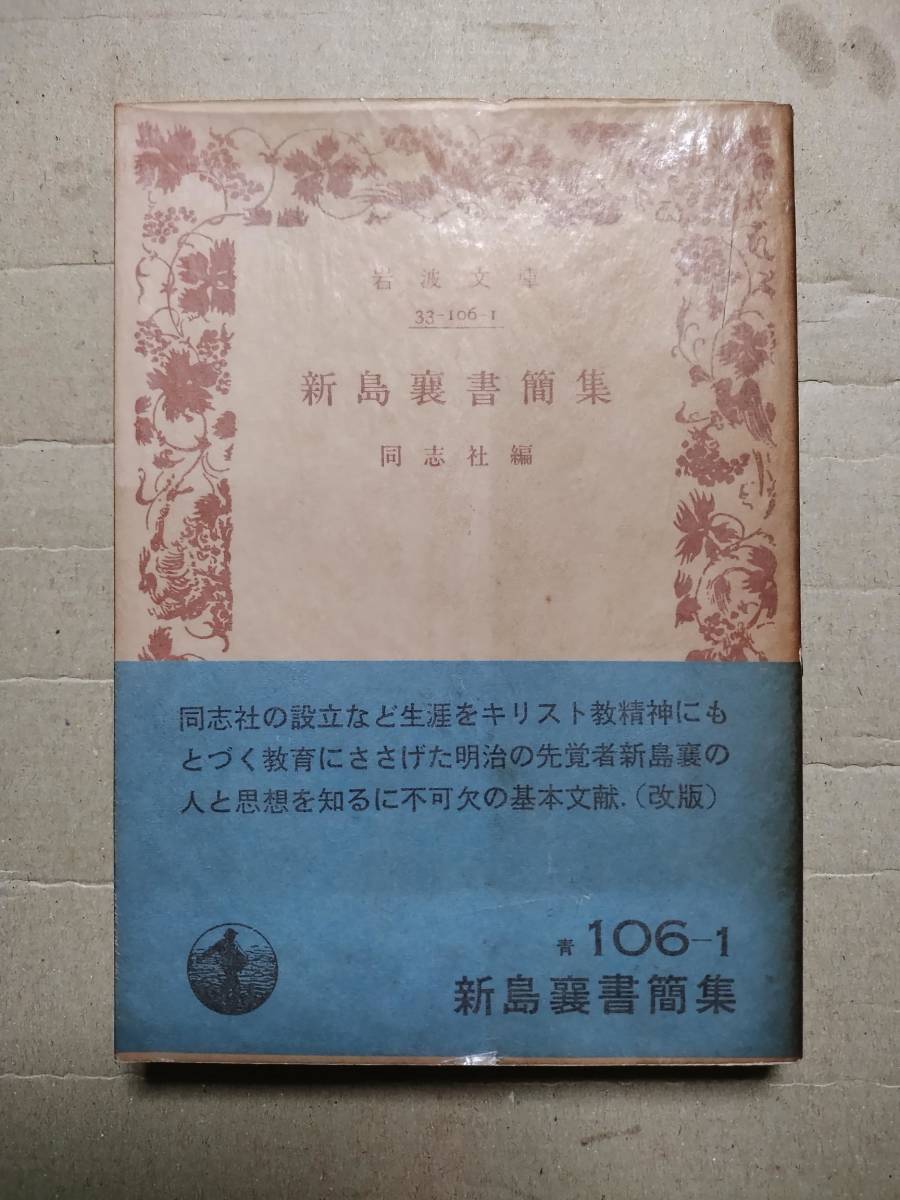 岩波文庫
33-106-1
新島襄書簡集
同志社編
同志社の設立など生涯をキリスト教精神にも
とづく教育にささげた明治の先覚者新島襄の
人と思想を知るに不可欠の基本文献.（改版）
青 106-1
新島襄書簡集